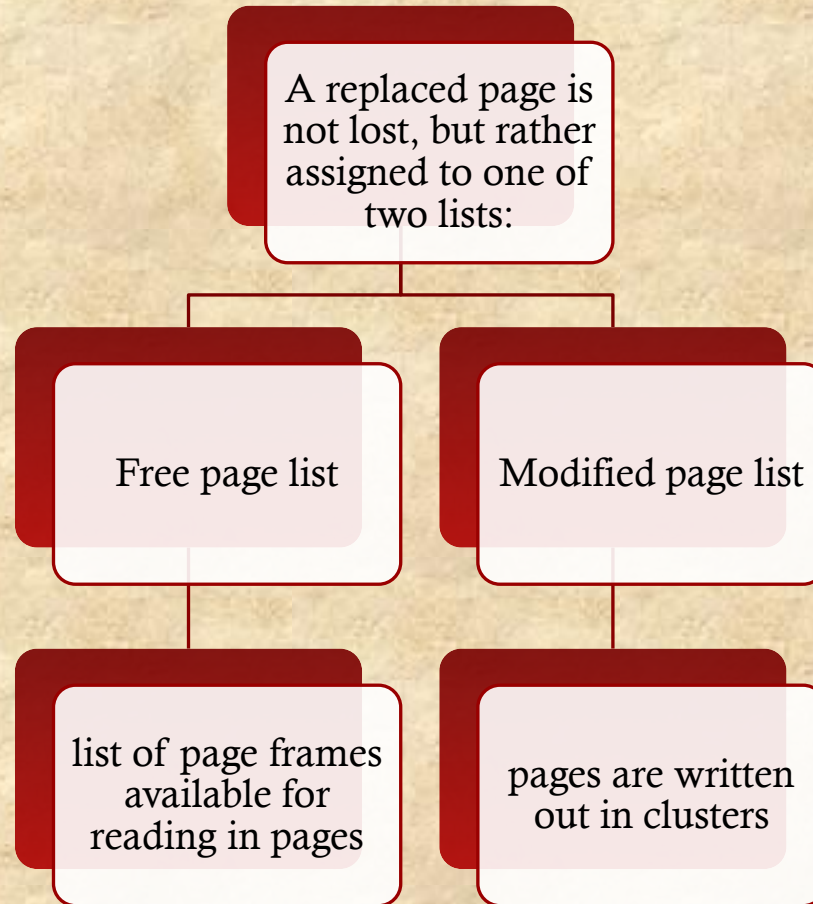 A replaced page is
not lost, but rather
assigned to one of
two lists:
Free page list
Modified page list
list of page frames
available for
reading in pages
pages are written
out in clusters